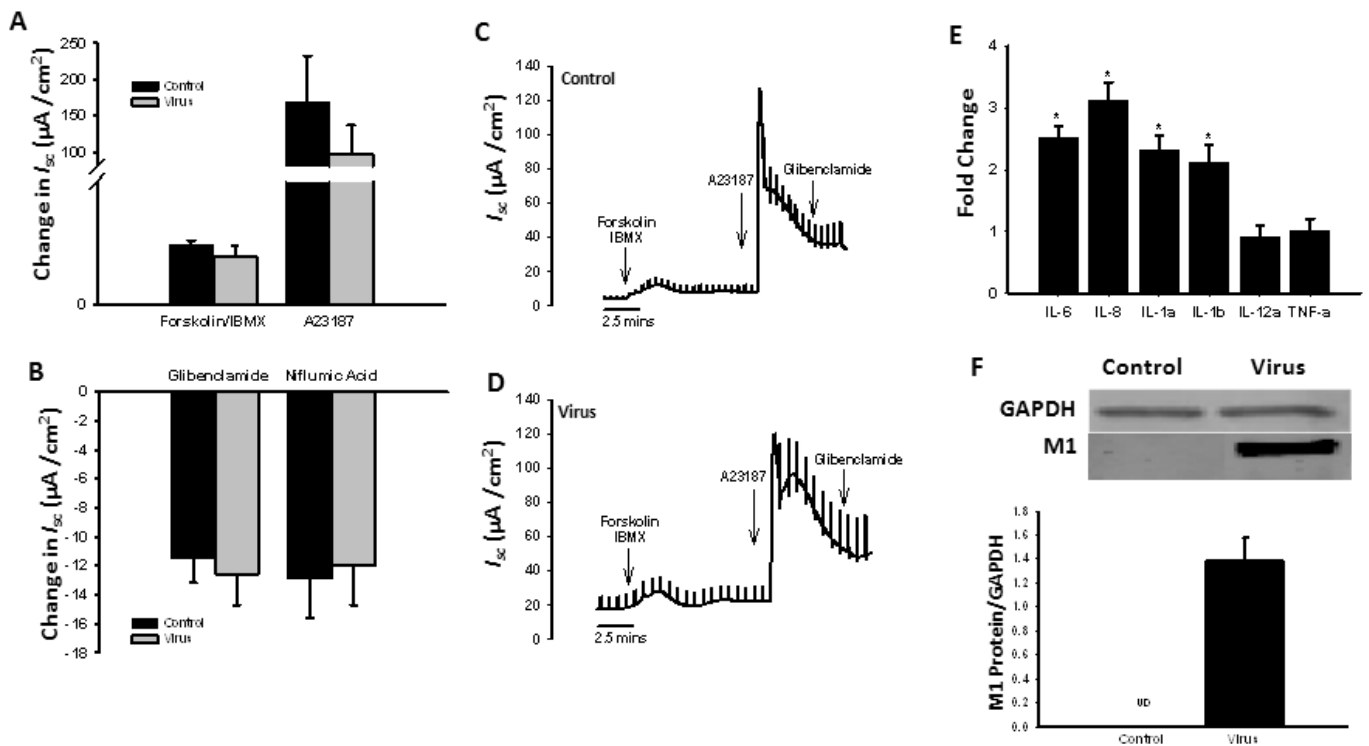 A
Change in Isc (µA /cm²)
250
200
150
100
0
Control
Virus
Forskolin/IBMX
A23187
B
Change in Isc (µA /cm²)
Glibenclamide
Niflumic Acid
0
-2
-4
-6
-8
-10
-12
-14
-16
-18
Control
Virus
C
Control
Isc (µA /cm²)
140
120
100
80
60
40
20
0
Forskolin
IBMX
A23187
Glibenclamide
2.5 mins
D
Virus
Isc (µA /cm²)
140
120
100
80
60
40
20
0
Forskolin
IBMX
A23187
Glibenclamide
2.5 mins
E
Fold Change
4
3
2
1
0
*
*
*
*
IL-6
IL-8
IL-1a
IL-1b
IL-12a
TNF-a
F
Control
Virus
GAPDH
M1
M1 Protein/GAPDH
1.8
1.6
1.4
1.2
1.0
0.8
0.6
0.4
0.2
0.0
UD
Control
Virus